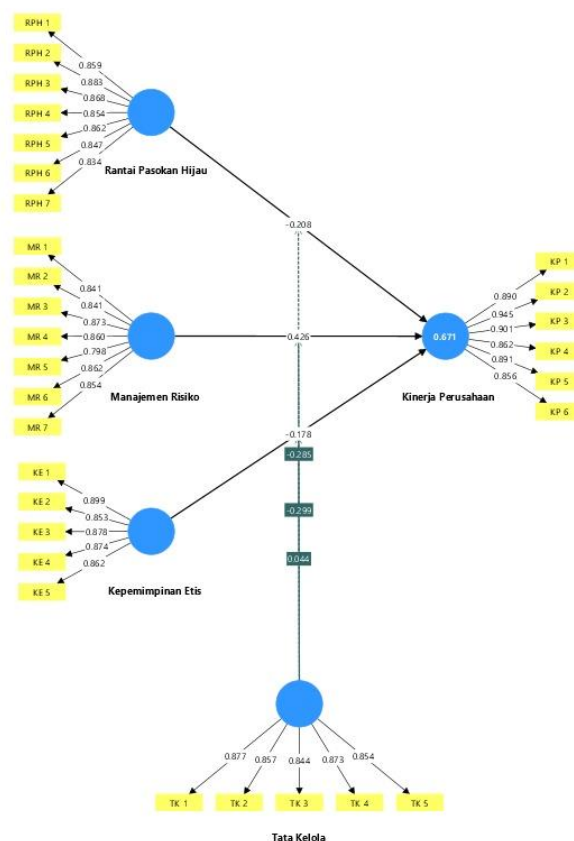 RPH 1
RPH 2
RPH 3
RPH 4
RPH 5
RPH 6
RPH 7
0.859
0.883
0.868
0.854
0.862
0.847
0.834
Rantai Pasokan Hijau
-0.208
MR 1
MR 2
MR 3
MR 4
MR 5
MR 6
MR 7
0.841
0.841
0.873
0.860
0.798
0.862
0.854
Manajemen Risiko
0.426
KP 1
KP 2
KP 3
KP 4
KP 5
KP 6
0.890
0.945
0.901
0.862
0.891
0.856
0.671
Kinerja Perusahaan
-0.178
-0.285
-0.299
0.044
KE 1
KE 2
KE 3
KE 4
KE 5
0.899
0.853
0.878
0.874
0.862
Kepemimpinan Etis
0.877
0.857
0.844
0.873
0.854
TK 1
TK 2
TK 3
TK 4
TK 5
Tata Kelola